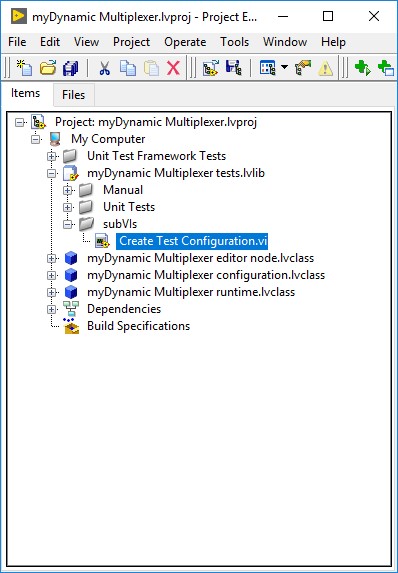 myDynamic Multiplexer.lvproj - Project E...
File Edit View Project Operate Tools Window Help
Items Files
Project: myDynamic Multiplexer.lvproj
My Computer
Unit Test Framework Tests
myDynamic Multiplexer tests.lvlib
Manual
Unit Tests
subVIs
Create Test Configuration.vi
myDynamic Multiplexer editor node.lvclass
myDynamic Multiplexer configuration.lvclass
myDynamic Multiplexer runtime.lvclass
Dependencies
Build Specifications